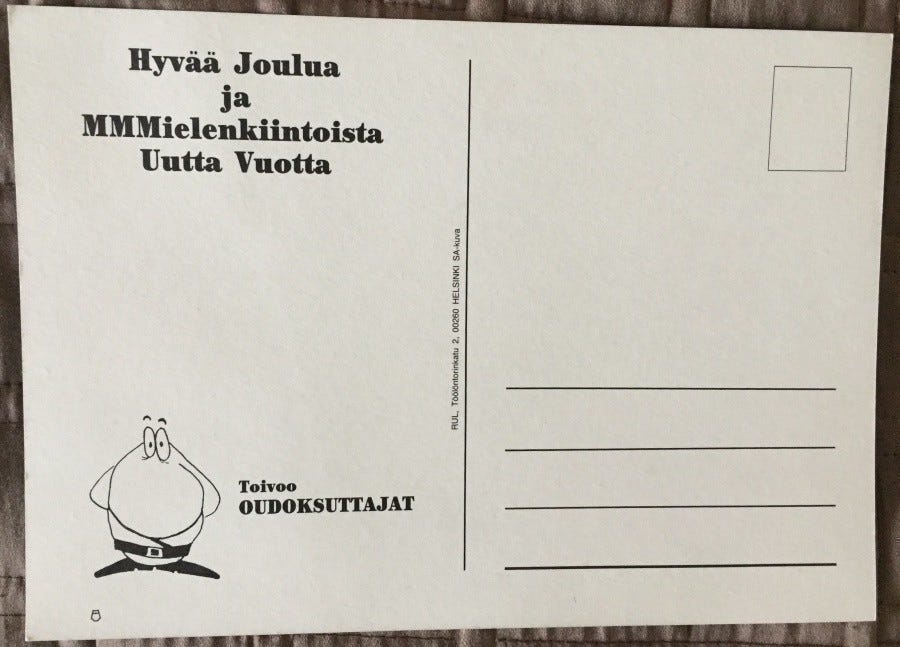 Hyvää Joulua
ja
MMMielenkiintoista
Uutta Vuotta
Toivoo
OUDOKSUTTAJAT
RUL, Töölöntorinkatu 2, 00260 HELSINKI SA-kuva